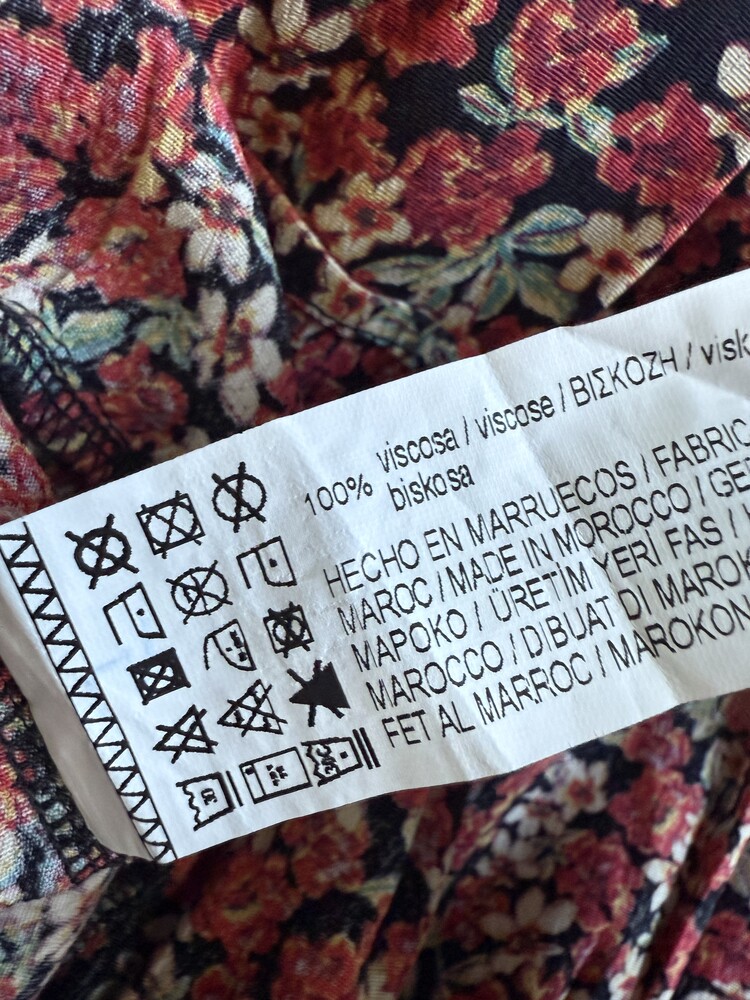 100% viscosa / viscose / ΒΙΣΚΟΖΗ / visk
biskosa
HECHO EN MARRUECOS / FABRIC
MAROC / MADE IN MOROCCO / GE
MAPOKO / ÜRETİM YERİ FAS /
MAROCCO / DIBUAT DI MAROK
FET AL MARROC / MAROKON